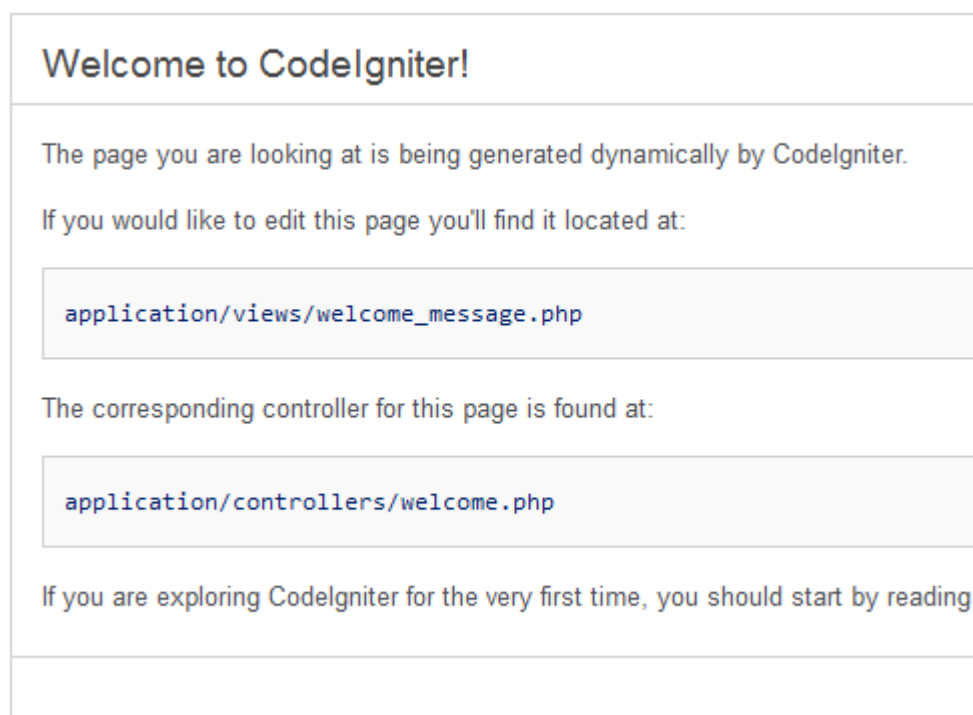 Welcome to CodeIgniter!
The page you are looking at is being generated dynamically by CodeIgniter.
If you would like to edit this page you'll find it located at:
application/views/welcome_message.php
The corresponding controller for this page is found at:
application/controllers/welcome.php
If you are exploring CodeIgniter for the very first time, you should start by reading